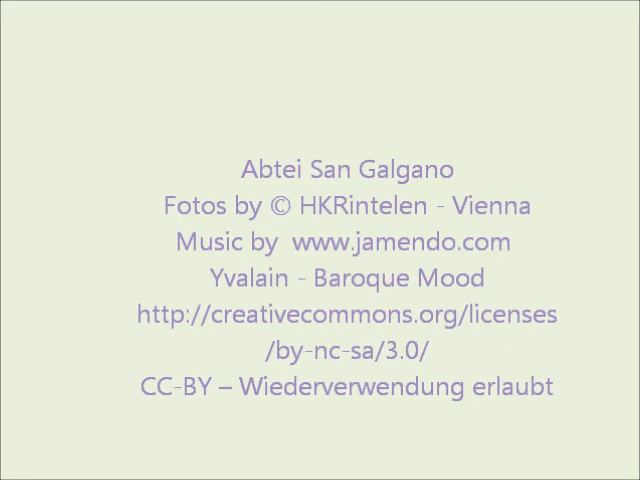 Abtei San Galgano
Fotos by © HKRintelen - Vienna
Music by  www.jamendo.com
Yvalain - Baroque Mood
http://creativecommons.org/licenses
/by-nc-sa/3.0/
CC-BY – Wiederverwendung erlaubt